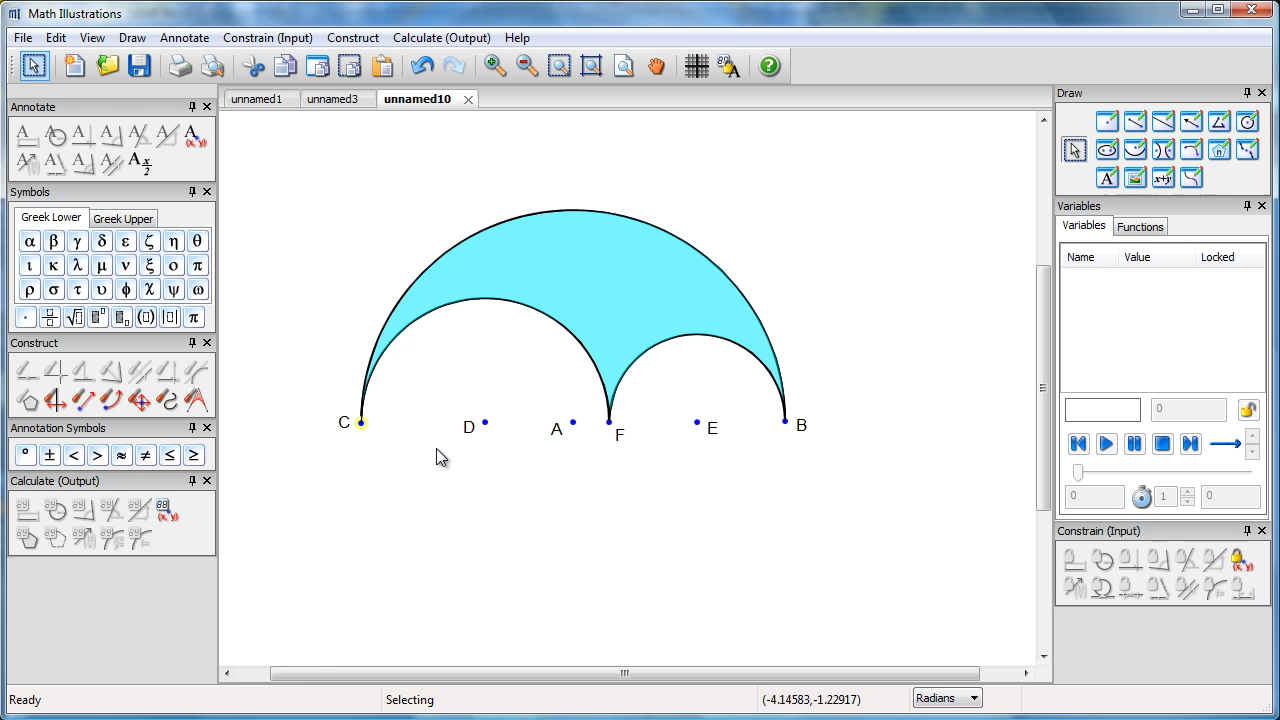 Math Illustrations
File Edit View Draw Annotate Constrain (Input) Construct Calculate (Output) Help
unnamed1 unnamed3 unnamed10
Annotate
Symbols
Greek Lower Greek Upper
α β γ δ ε ζ η θ
ι κ λ μ ν ξ ο π
ρ σ τ υ φ χ ψ ω
Construct
Annotation Symbols
° ± < > ≈ ≠ ≤ ≥
Calculate (Output)
C D A F E B
Draw
Variables
Variables Functions
Name Value Locked
0
0 1 0
Constrain (Input)
Ready Selecting (-4.14583,-1.22917) Radians